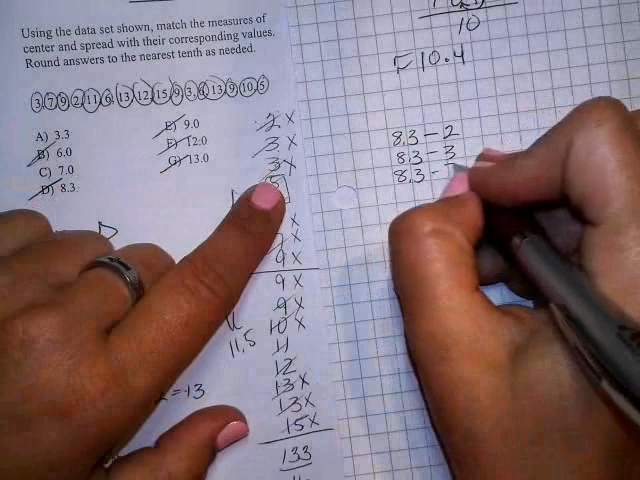 Using the data set shown, match the measures of
center and spread with their corresponding values.
Round answers to the nearest tenth as needed.
3, 7, 9, 2, 11, 6, 13, 12, 15, 9, 3, 8, 13, 9, 10, 5
A) 3.3
B) 6.0
C) 7.0
D) 8.3
E) 9.0
F) 12.0
G) 13.0
2 x
3 x
3 x
5
x
x
9 x
9 x
9 x
10 x
11
12
13 x
13 x
15 x
133
11.5
= 13
10
= 10.4
8.3 - 2
8.3 - 3
8.3 -